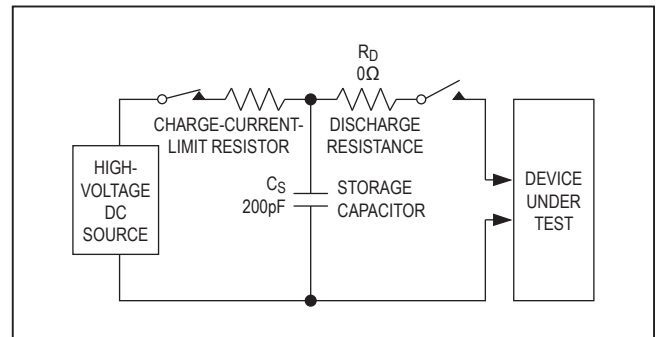 R_D
0Ω
CHARGE-CURRENT-
LIMIT RESISTOR
DISCHARGE
RESISTANCE
HIGH-
VOLTAGE
DC
SOURCE
C_S
200pF
STORAGE
CAPACITOR
DEVICE
UNDER
TEST